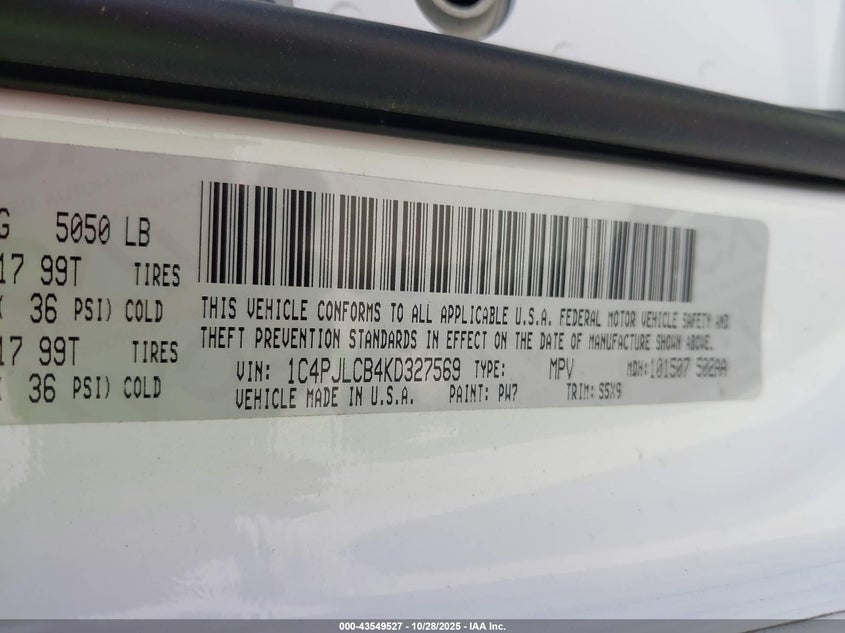 G 5050 LB
17 99T TIRES
36 PSI) COLD
17 99T TIRES
36 PSI) COLD
THIS VEHICLE CONFORMS TO ALL APPLICABLE U.S.A. FEDERAL MOTOR VEHICLE SAFETY AND
THEFT PREVENTION STANDARDS IN EFFECT ON THE DATE OF MANUFACTURE SHOWN ABOVE.
VIN: 1C4PJLCB4KD327569 TYPE: MPV MDH: 101507 502AA
VEHICLE MADE IN U.S.A. PAINT: PW7 TRIM: S5X9
000-43549527 | 10/28/2025 - IAA Inc.